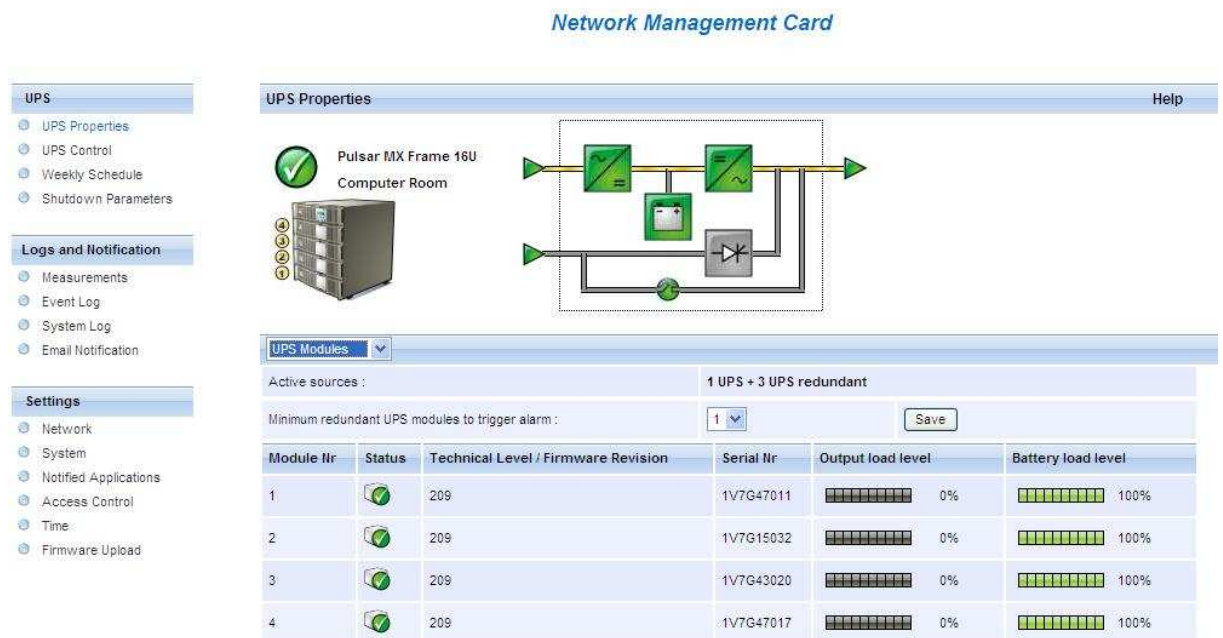 Network Management Card
UPS
UPS Properties
UPS Control
Weekly Schedule
Shutdown Parameters
Logs and Notification
Measurements
Event Log
System Log
Email Notification
Settings
Network
System
Notified Applications
Access Control
Time
Firmware Upload
UPS Properties Help
Pulsar MX Frame 16U
Computer Room
4
3
2
1
UPS Modules
Active sources : 1 UPS + 3 UPS redundant
Minimum redundant UPS modules to trigger alarm : 1 Save
Module Nr Status Technical Level / Firmware Revision Serial Nr Output load level Battery load level
1 209 1V7G47011 0% 100%
2 209 1V7G15032 0% 100%
3 209 1V7G43020 0% 100%
4 209 1V7G47017 0% 100%